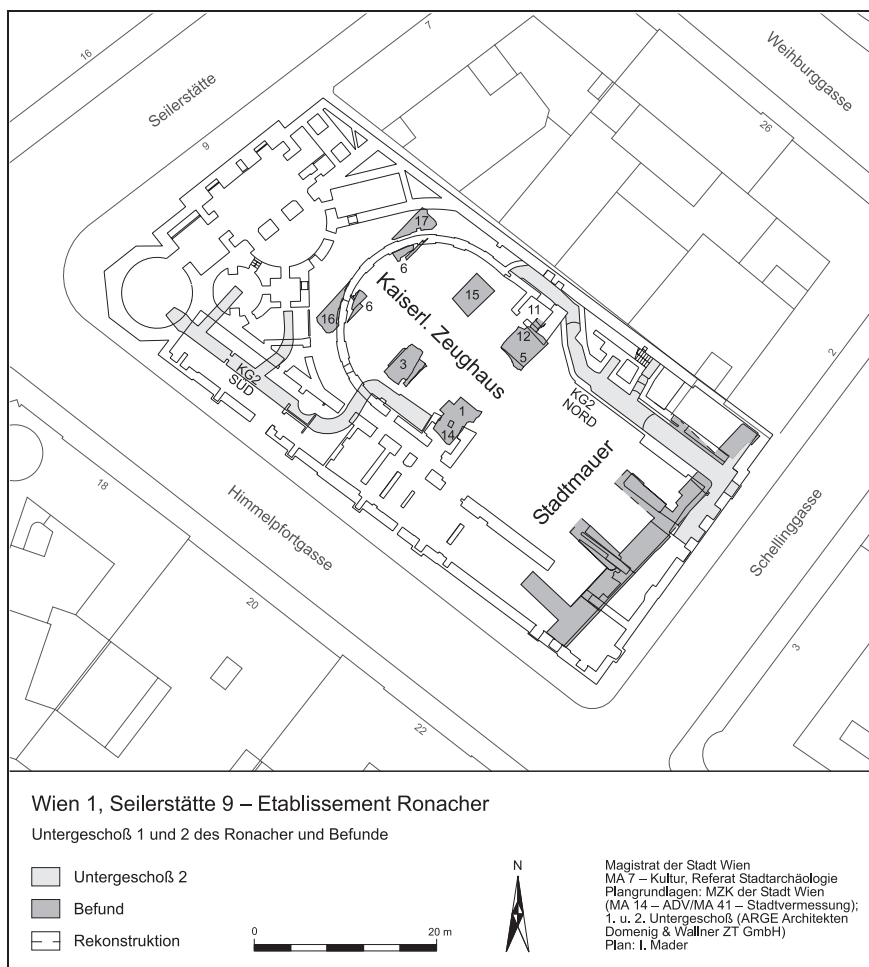 16
7
Weihburggasse
Seilerstätte
26
9
17
6
Kaiserl. Zeughaus
15
11
16
6
12
5
2
3
KG2
SÜD
KG2
NORD
1
14
Stadtmauer
18
Himmelpfortgasse
Schellinggasse
20
3
22
Wien 1, Seilerstätte 9 – Etablissement Ronacher
Untergeschoß 1 und 2 des Ronacher und Befunde
Untergeschoß 2
Befund
Rekonstruktion
0
20 m
N
Magistrat der Stadt Wien
MA 7 – Kultur, Referat Stadtarchäologie
Plangrundlagen: MZK der Stadt Wien
(MA 14 – ADV/MA 41 – Stadtvermessung);
1. u. 2. Untergeschoß (ARGE Architekten
Domenig & Wallner ZT GmbH)
Plan: I. Mader